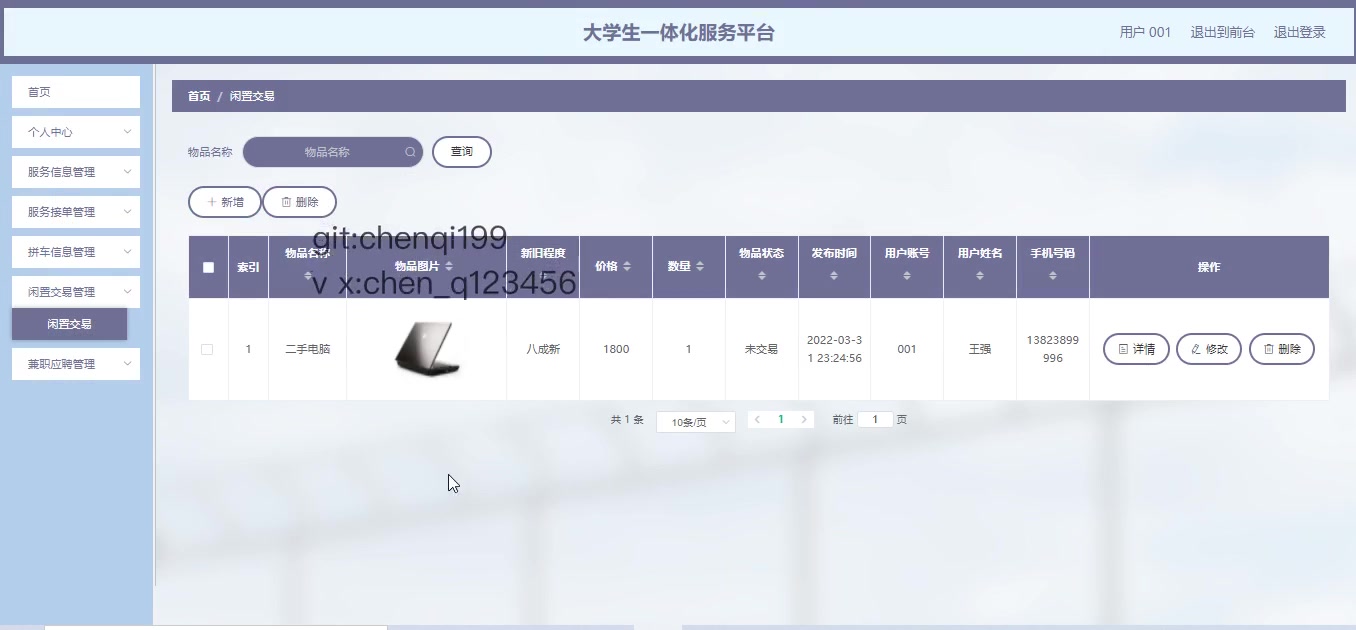 大学生一体化服务平台
用户 001 退出到前台 退出登录
首页
个人中心
服务信息管理
服务接单管理
拼车信息管理
闲置交易管理
闲置交易
兼职应聘管理
首页 / 闲置交易
物品名称 物品名称 查询
新增 删除
git:chenqi199
v x:chen_q123456
索引 物品名称 物品图片 新旧程度 价格 数量 物品状态 发布时间 用户账号 用户姓名 手机号码 操作
1 二手电脑 八成新 1800 1 未交易 2022-03-3 001 王强 13823899 详情 修改 删除
1 23:24:56 996
共 1 条 10条/页 1 前往 1 页